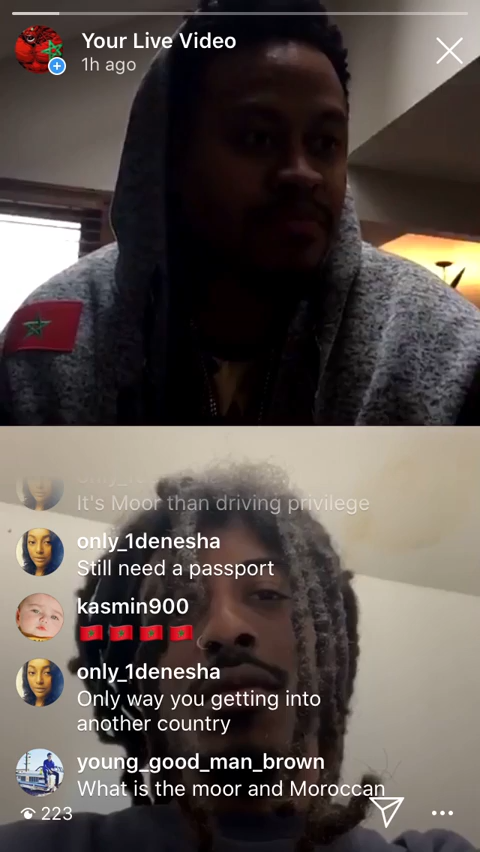 Your Live Video
1h ago
It's Moor than driving privilege
only_1denesha
Still need a passport
kasmin900
🇲🇦 🇲🇦 🇲🇦 🇲🇦
only_1denesha
Only way you getting into
another country
young_good_man_brown
What is the moor and Moroccan
223